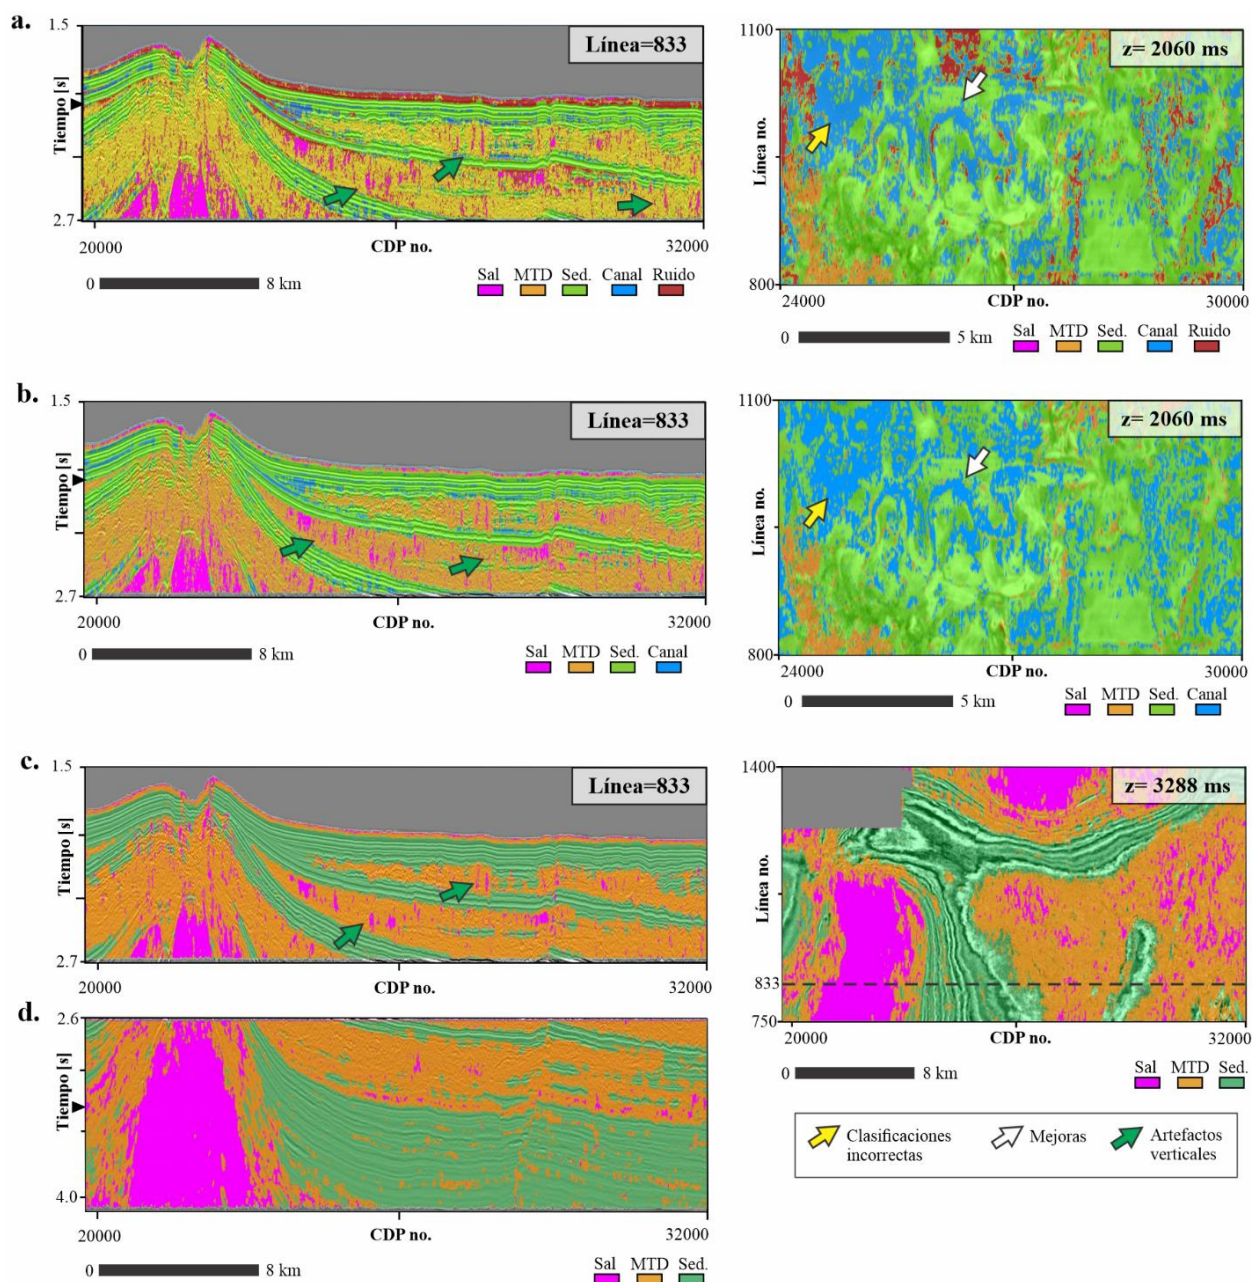 a.
1.5
Línea=833
Tiempo [s]
2.7
20000
CDP no.
32000
0
8 km
Sal MTD Sed. Canal Ruido
1100
z= 2060 ms
Línea no.
800
24000
CDP no.
30000
0
5 km
Sal MTD Sed. Canal Ruido
b.
1.5
Línea=833
Tiempo [s]
2.7
20000
CDP no.
32000
0
8 km
Sal MTD Sed. Canal
1100
z= 2060 ms
Línea no.
800
24000
CDP no.
30000
0
5 km
Sal MTD Sed. Canal
c.
1.5
Línea=833
Tiempo [s]
2.7
20000
CDP no.
32000
1400
z= 3288 ms
Línea no.
833
750
20000
CDP no.
32000
0
8 km
Sal MTD Sed.
d.
2.6
Tiempo [s]
4.0
20000
CDP no.
32000
0
8 km
Sal MTD Sed.
Clasificaciones
incorrectas
Mejoras
Artefactos
verticales